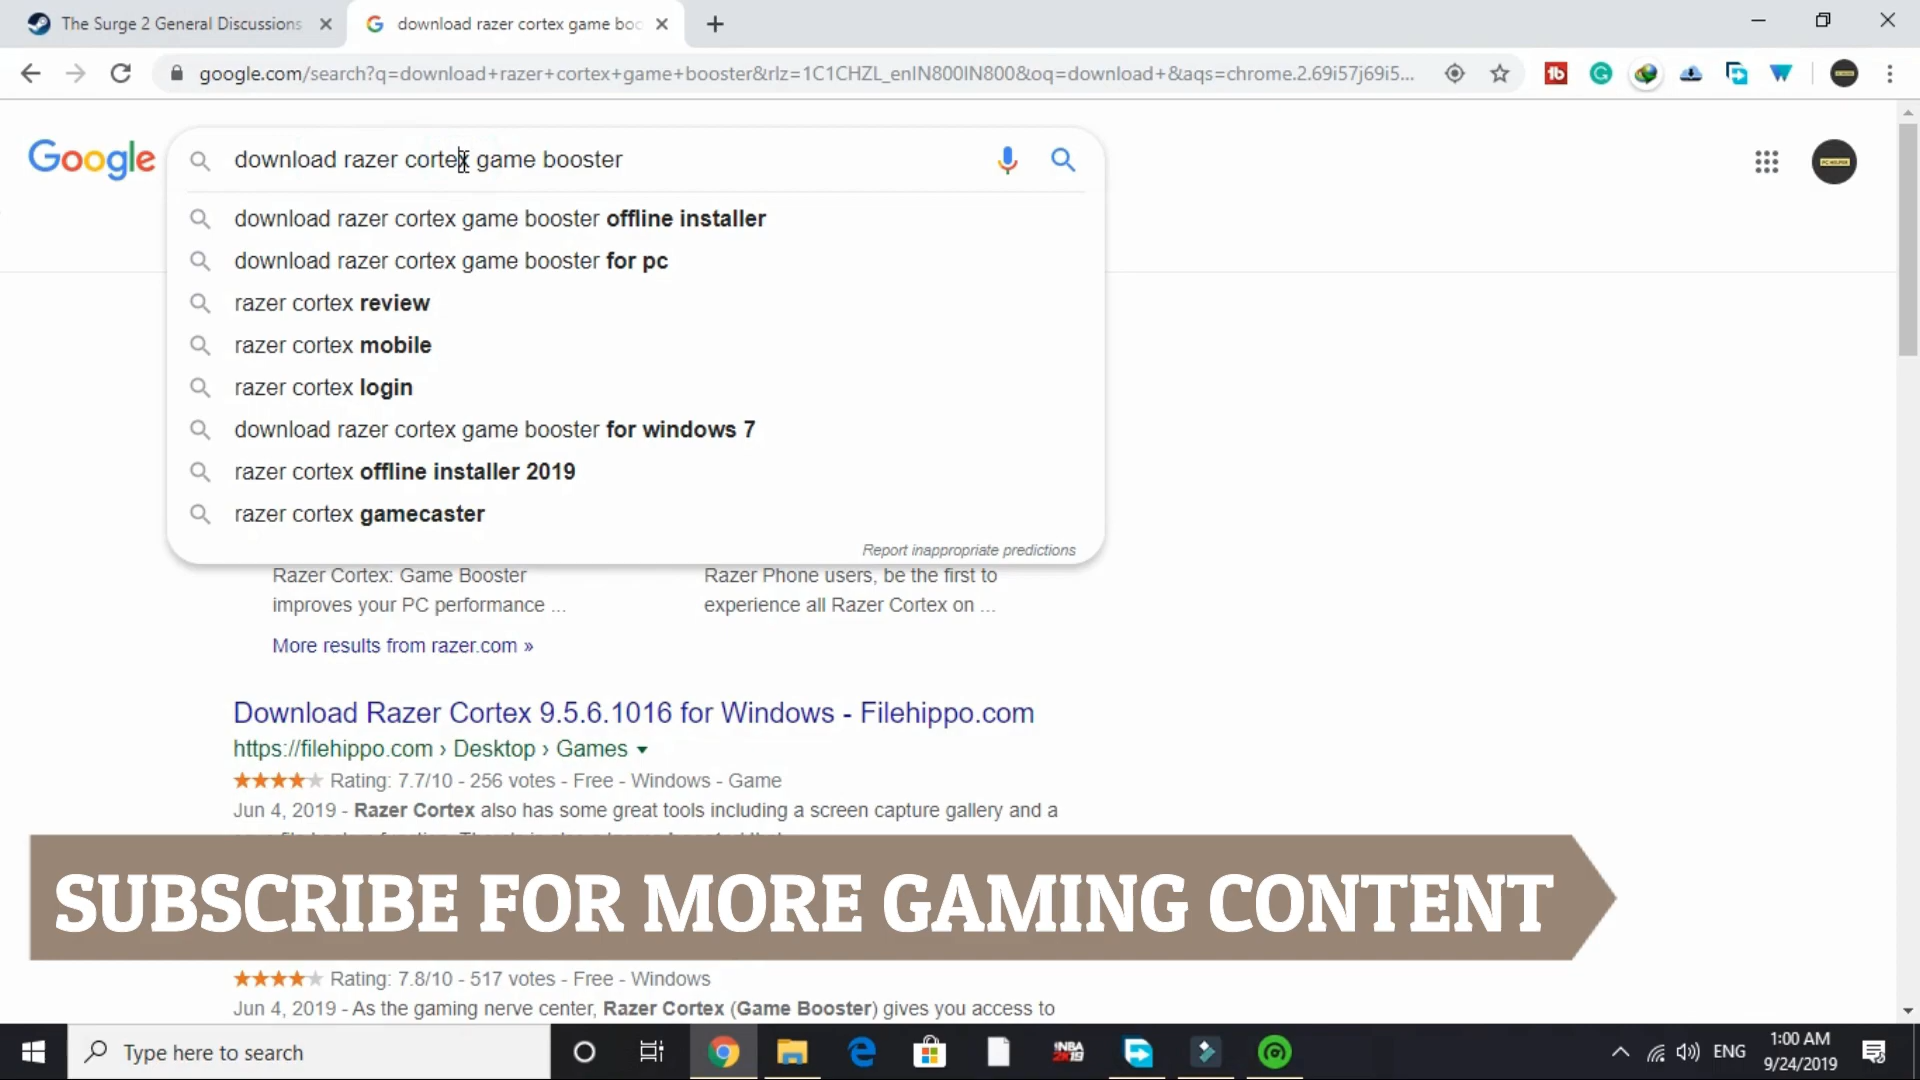 The Surge 2 General Discussions
download razer cortex game boo
google.com/search?q=download+razer+cortex+game+booster&rlz=1C1CHZL_enIN800IN800&oq=download+&aqs=chrome.2.69i57j69i5...
Google
download razer cortex game booster
download razer cortex game booster offline installer
download razer cortex game booster for pc
razer cortex review
razer cortex mobile
razer cortex login
download razer cortex game booster for windows 7
razer cortex offline installer 2019
razer cortex gamecaster
Report inappropriate predictions
Razer Cortex: Game Booster
improves your PC performance ...
Razer Phone users, be the first to
experience all Razer Cortex on ...
More results from razer.com »
Download Razer Cortex 9.5.6.1016 for Windows - Filehippo.com
https://filehippo.com › Desktop › Games
Rating: 7.7/10 - 256 votes - Free - Windows - Game
Jun 4, 2019 - Razer Cortex also has some great tools including a screen capture gallery and a
SUBSCRIBE FOR MORE GAMING CONTENT
Rating: 7.8/10 - 517 votes - Free - Windows
Jun 4, 2019 - As the gaming nerve center, Razer Cortex (Game Booster) gives you access to
Type here to search
NBA
2K19
ENG
1:00 AM
9/24/2019